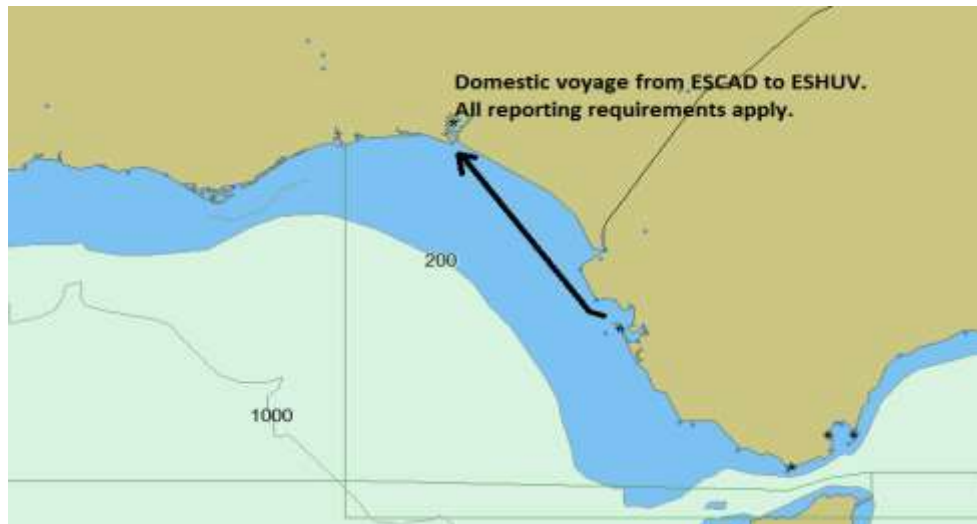 Domestic voyage from ESCAD to ESHUV.
All reporting requirements apply.
200
1000